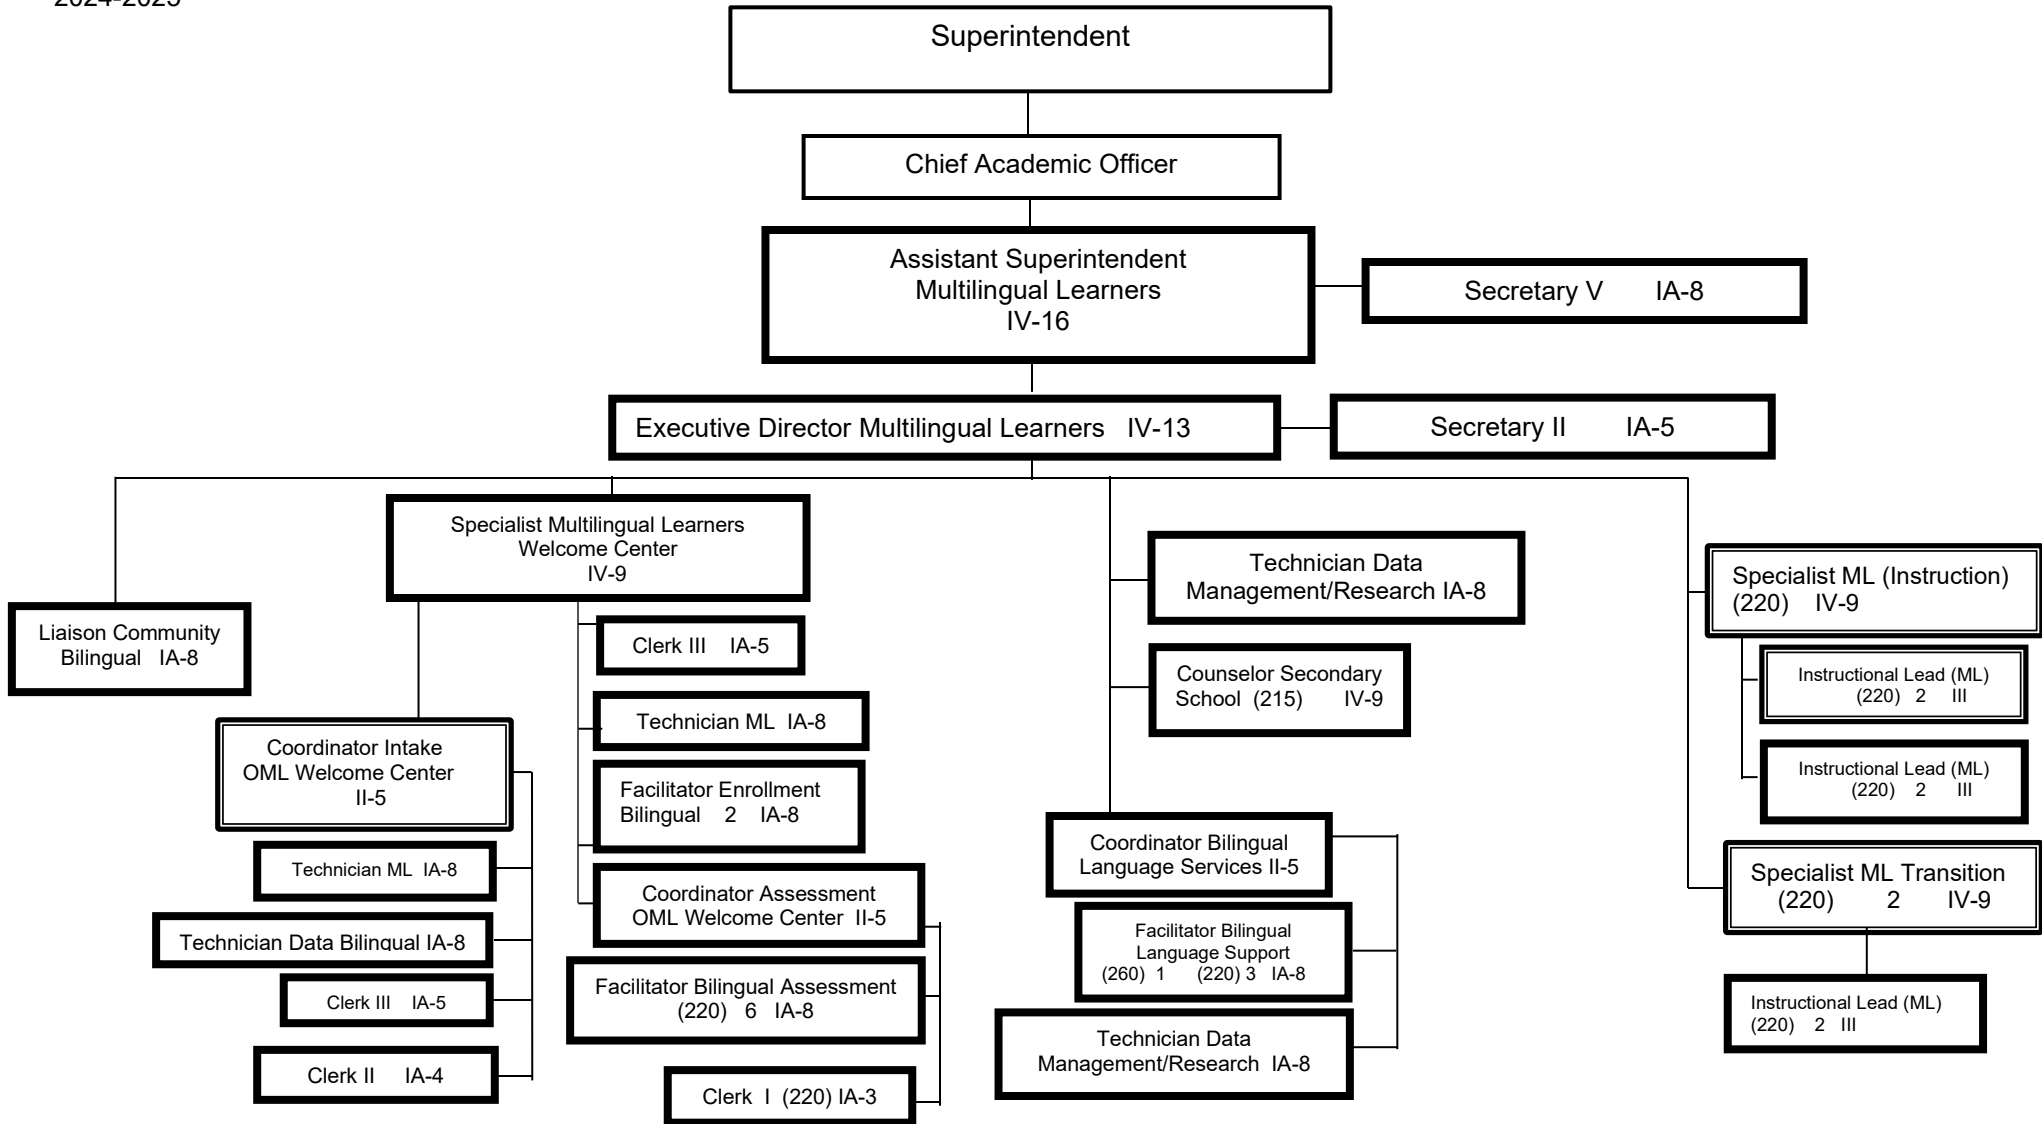 2024-2025
Superintendent
Chief Academic Officer
Assistant Superintendent
Multilingual Learners
IV-16
Secretary V IA-8
Executive Director Multilingual Learners IV-13
Secretary II IA-5
Liaison Community
Bilingual IA-8
Specialist Multilingual Learners
Welcome Center
IV-9
Coordinator Intake
OML Welcome Center
II-5
Technician ML IA-8
Technician Data Bilingual IA-8
Clerk III IA-5
Clerk II IA-4
Clerk III IA-5
Technician ML IA-8
Facilitator Enrollment
Bilingual 2 IA-8
Coordinator Assessment
OML Welcome Center II-5
Facilitator Bilingual Assessment
(220) 6 IA-8
Clerk I (220) IA-3
Technician Data
Management/Research IA-8
Counselor Secondary
School (215) IV-9
Coordinator Bilingual
Language Services II-5
Facilitator Bilingual
Language Support
(260) 1 (220) 3 IA-8
Technician Data
Management/Research IA-8
Specialist ML (Instruction)
(220) IV-9
Instructional Lead (ML)
(220) 2 III
Instructional Lead (ML)
(220) 2 III
Specialist ML Transition
(220) 2 IV-9
Instructional Lead (ML)
(220) 2 III